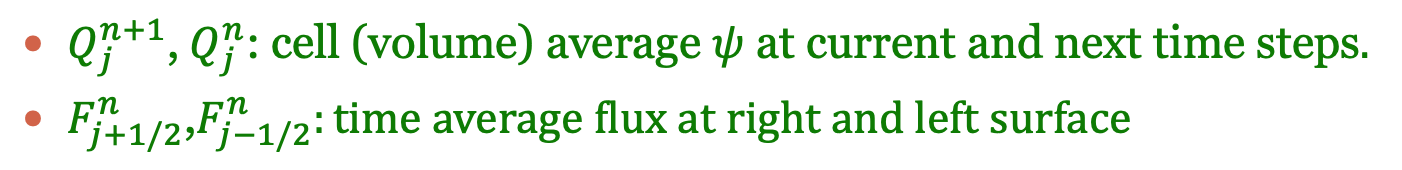 • $Q_j^{n+1}, Q_j^n$: cell (volume) average $\psi$ at current and next time steps.
• $F_{j+1/2}^n$,$F_{j-1/2}^n$: time average flux at right and left surface